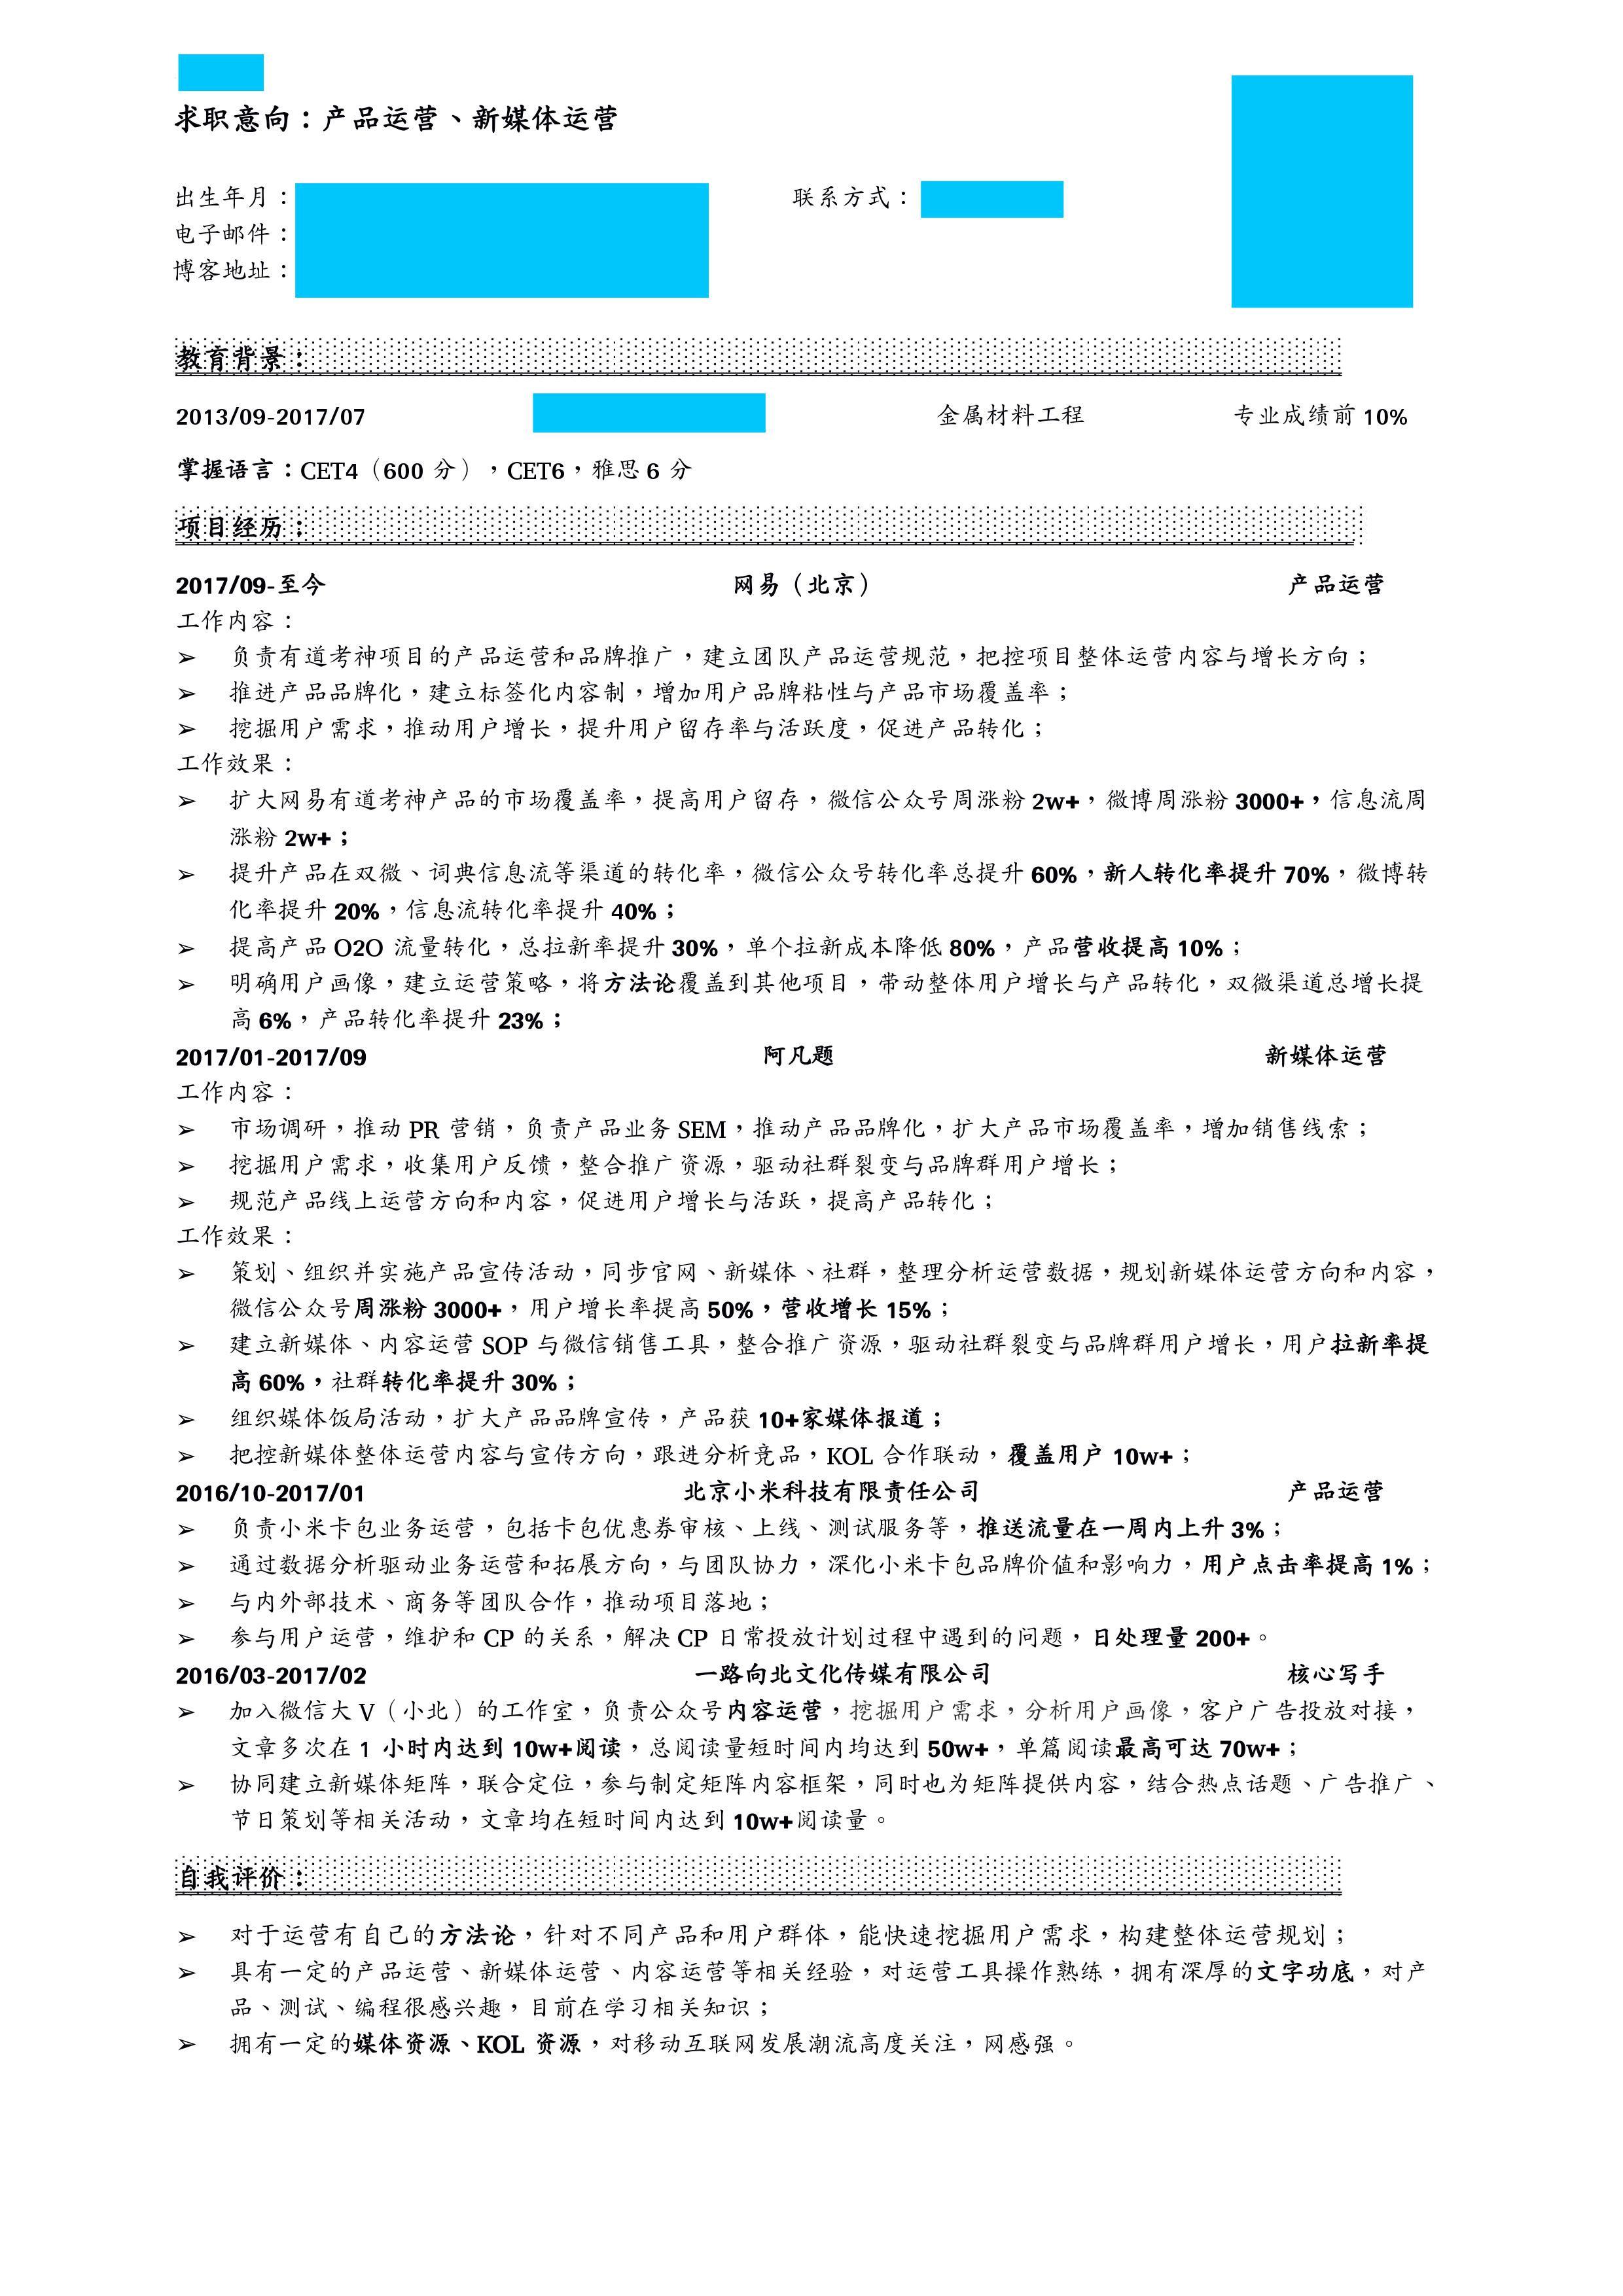 求职意向：产品运营、新媒体运营
出生年月： 联系方式：
电子邮件：
博客地址：
教育背景：
2013/09-2017/07 金属材料工程 专业成绩前 10%
掌握语言：CET4（600 分），CET6，雅思 6 分
项目经历：
2017/09-至今 网易（北京） 产品运营
工作内容：
➢ 负责有道考神项目的产品运营和品牌推广，建立团队产品运营规范，把控项目整体运营内容与增长方向；
➢ 推进产品品牌化，建立标签化内容制，增加用户品牌粘性与产品市场覆盖率；
➢ 挖掘用户需求，推动用户增长，提升用户留存率与活跃度，促进产品转化；
工作效果：
➢ 扩大网易有道考神产品的市场覆盖率，提高用户留存，微信公众号周涨粉 2w+，微博周涨粉 3000+，信息流周
涨粉 2w+；
➢ 提升产品在双微、词典信息流等渠道的转化率，微信公众号转化率总提升 60%，新人转化率提升 70%，微博转
化率提升 20%，信息流转化率提升 40%；
➢ 提高产品 O2O 流量转化，总拉新率提升 30%，单个拉新成本降低 80%，产品营收提高 10%；
➢ 明确用户画像，建立运营策略，将方法论覆盖到其他项目，带动整体用户增长与产品转化，双微渠道总增长提
高 6%，产品转化率提升 23%；
2017/01-2017/09 阿凡题 新媒体运营
工作内容：
➢ 市场调研，推动 PR 营销，负责产品业务 SEM，推动产品品牌化，扩大产品市场覆盖率，增加销售线索；
➢ 挖掘用户需求，收集用户反馈，整合推广资源，驱动社群裂变与品牌群用户增长；
➢ 规范产品线上运营方向和内容，促进用户增长与活跃，提高产品转化；
工作效果：
➢ 策划、组织并实施产品宣传活动，同步官网、新媒体、社群，整理分析运营数据，规划新媒体运营方向和内容，
微信公众号周涨粉 3000+，用户增长率提高 50%，营收增长 15%；
➢ 建立新媒体、内容运营 SOP 与微信销售工具，整合推广资源，驱动社群裂变与品牌群用户增长，用户拉新率提
高 60%，社群转化率提升 30%；
➢ 组织媒体饭局活动，扩大产品品牌宣传，产品获 10+家媒体报道；
➢ 把控新媒体整体运营内容与宣传方向，跟进分析竞品，KOL 合作联动，覆盖用户 10w+；
2016/10-2017/01 北京小米科技有限责任公司 产品运营
➢ 负责小米卡包业务运营，包括卡包优惠券审核、上线、测试服务等，推送流量在一周内上升 3%；
➢ 通过数据分析驱动业务运营和拓展方向，与团队协力，深化小米卡包品牌价值和影响力，用户点击率提高 1%；
➢ 与内外部技术、商务等团队合作，推动项目落地；
➢ 参与用户运营，维护和 CP 的关系，解决 CP 日常投放计划过程中遇到的问题，日处理量 200+。
2016/03-2017/02 一路向北文化传媒有限公司 核心写手
➢ 加入微信大 V（小北）的工作室，负责公众号内容运营，挖掘用户需求，分析用户画像，客户广告投放对接，
文章多次在 1 小时内达到 10w+阅读，总阅读量短时间内均达到 50w+，单篇阅读最高可达 70w+；
➢ 协同建立新媒体矩阵，联合定位，参与制定矩阵内容框架，同时也为矩阵提供内容，结合热点话题、广告推广、
节日策划等相关活动，文章均在短时间内达到 10w+阅读量。
自我评价：
➢ 对于运营有自己的方法论，针对不同产品和用户群体，能快速挖掘用户需求，构建整体运营规划；
➢ 具有一定的产品运营、新媒体运营、内容运营等相关经验，对运营工具操作熟练，拥有深厚的文字功底，对产
品、测试、编程很感兴趣，目前在学习相关知识；
➢ 拥有一定的媒体资源、KOL 资源，对移动互联网发展潮流高度关注，网感强。